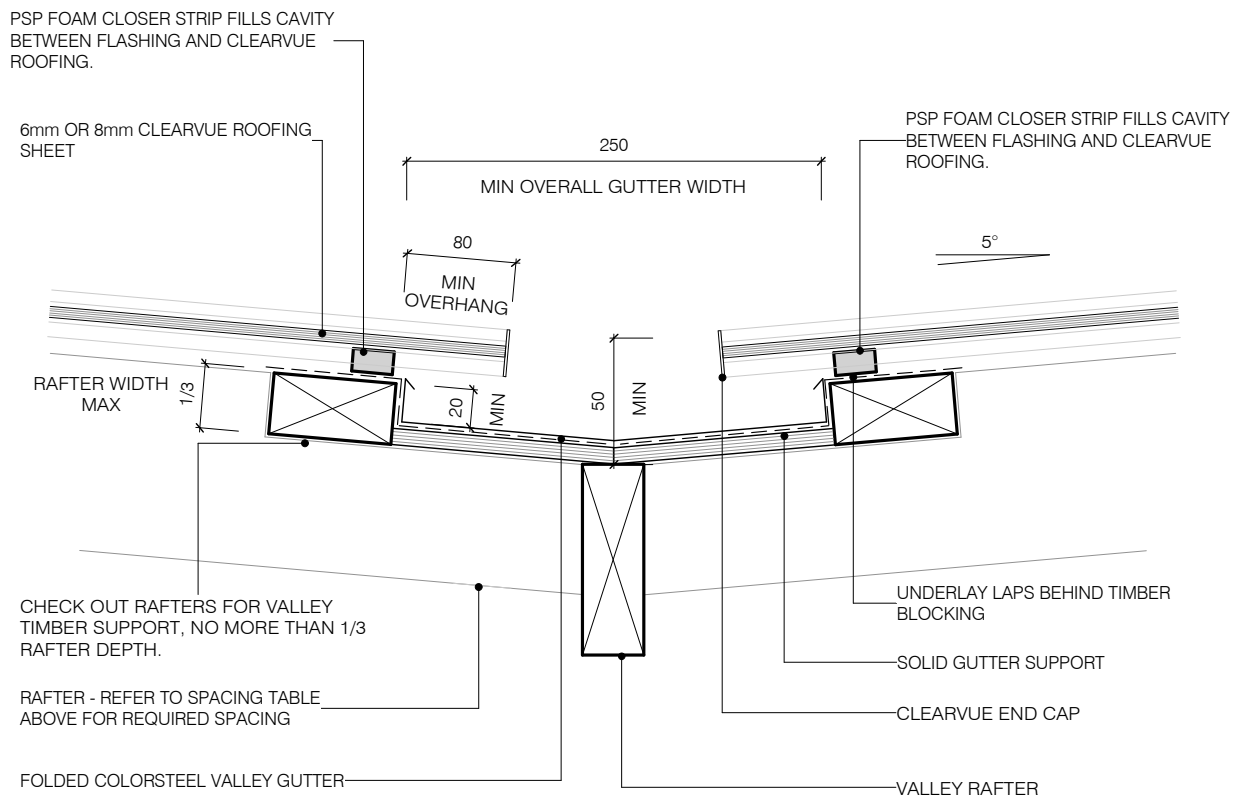 PSP FOAM CLOSER STRIP FILLS CAVITY
BETWEEN FLASHING AND CLEARVUE
ROOFING.
6mm OR 8mm CLEARVUE ROOFING
SHEET
250
MIN OVERALL GUTTER WIDTH
PSP FOAM CLOSER STRIP FILLS CAVITY
BETWEEN FLASHING AND CLEARVUE
ROOFING.
80
MIN
OVERHANG
5°
RAFTER WIDTH
MAX
1/3
20
MIN
50
MIN
CHECK OUT RAFTERS FOR VALLEY
TIMBER SUPPORT, NO MORE THAN 1/3
RAFTER DEPTH.
RAFTER - REFER TO SPACING TABLE
ABOVE FOR REQUIRED SPACING
FOLDED COLORSTEEL VALLEY GUTTER
UNDERLAY LAPS BEHIND TIMBER
BLOCKING
SOLID GUTTER SUPPORT
CLEARVUE END CAP
VALLEY RAFTER